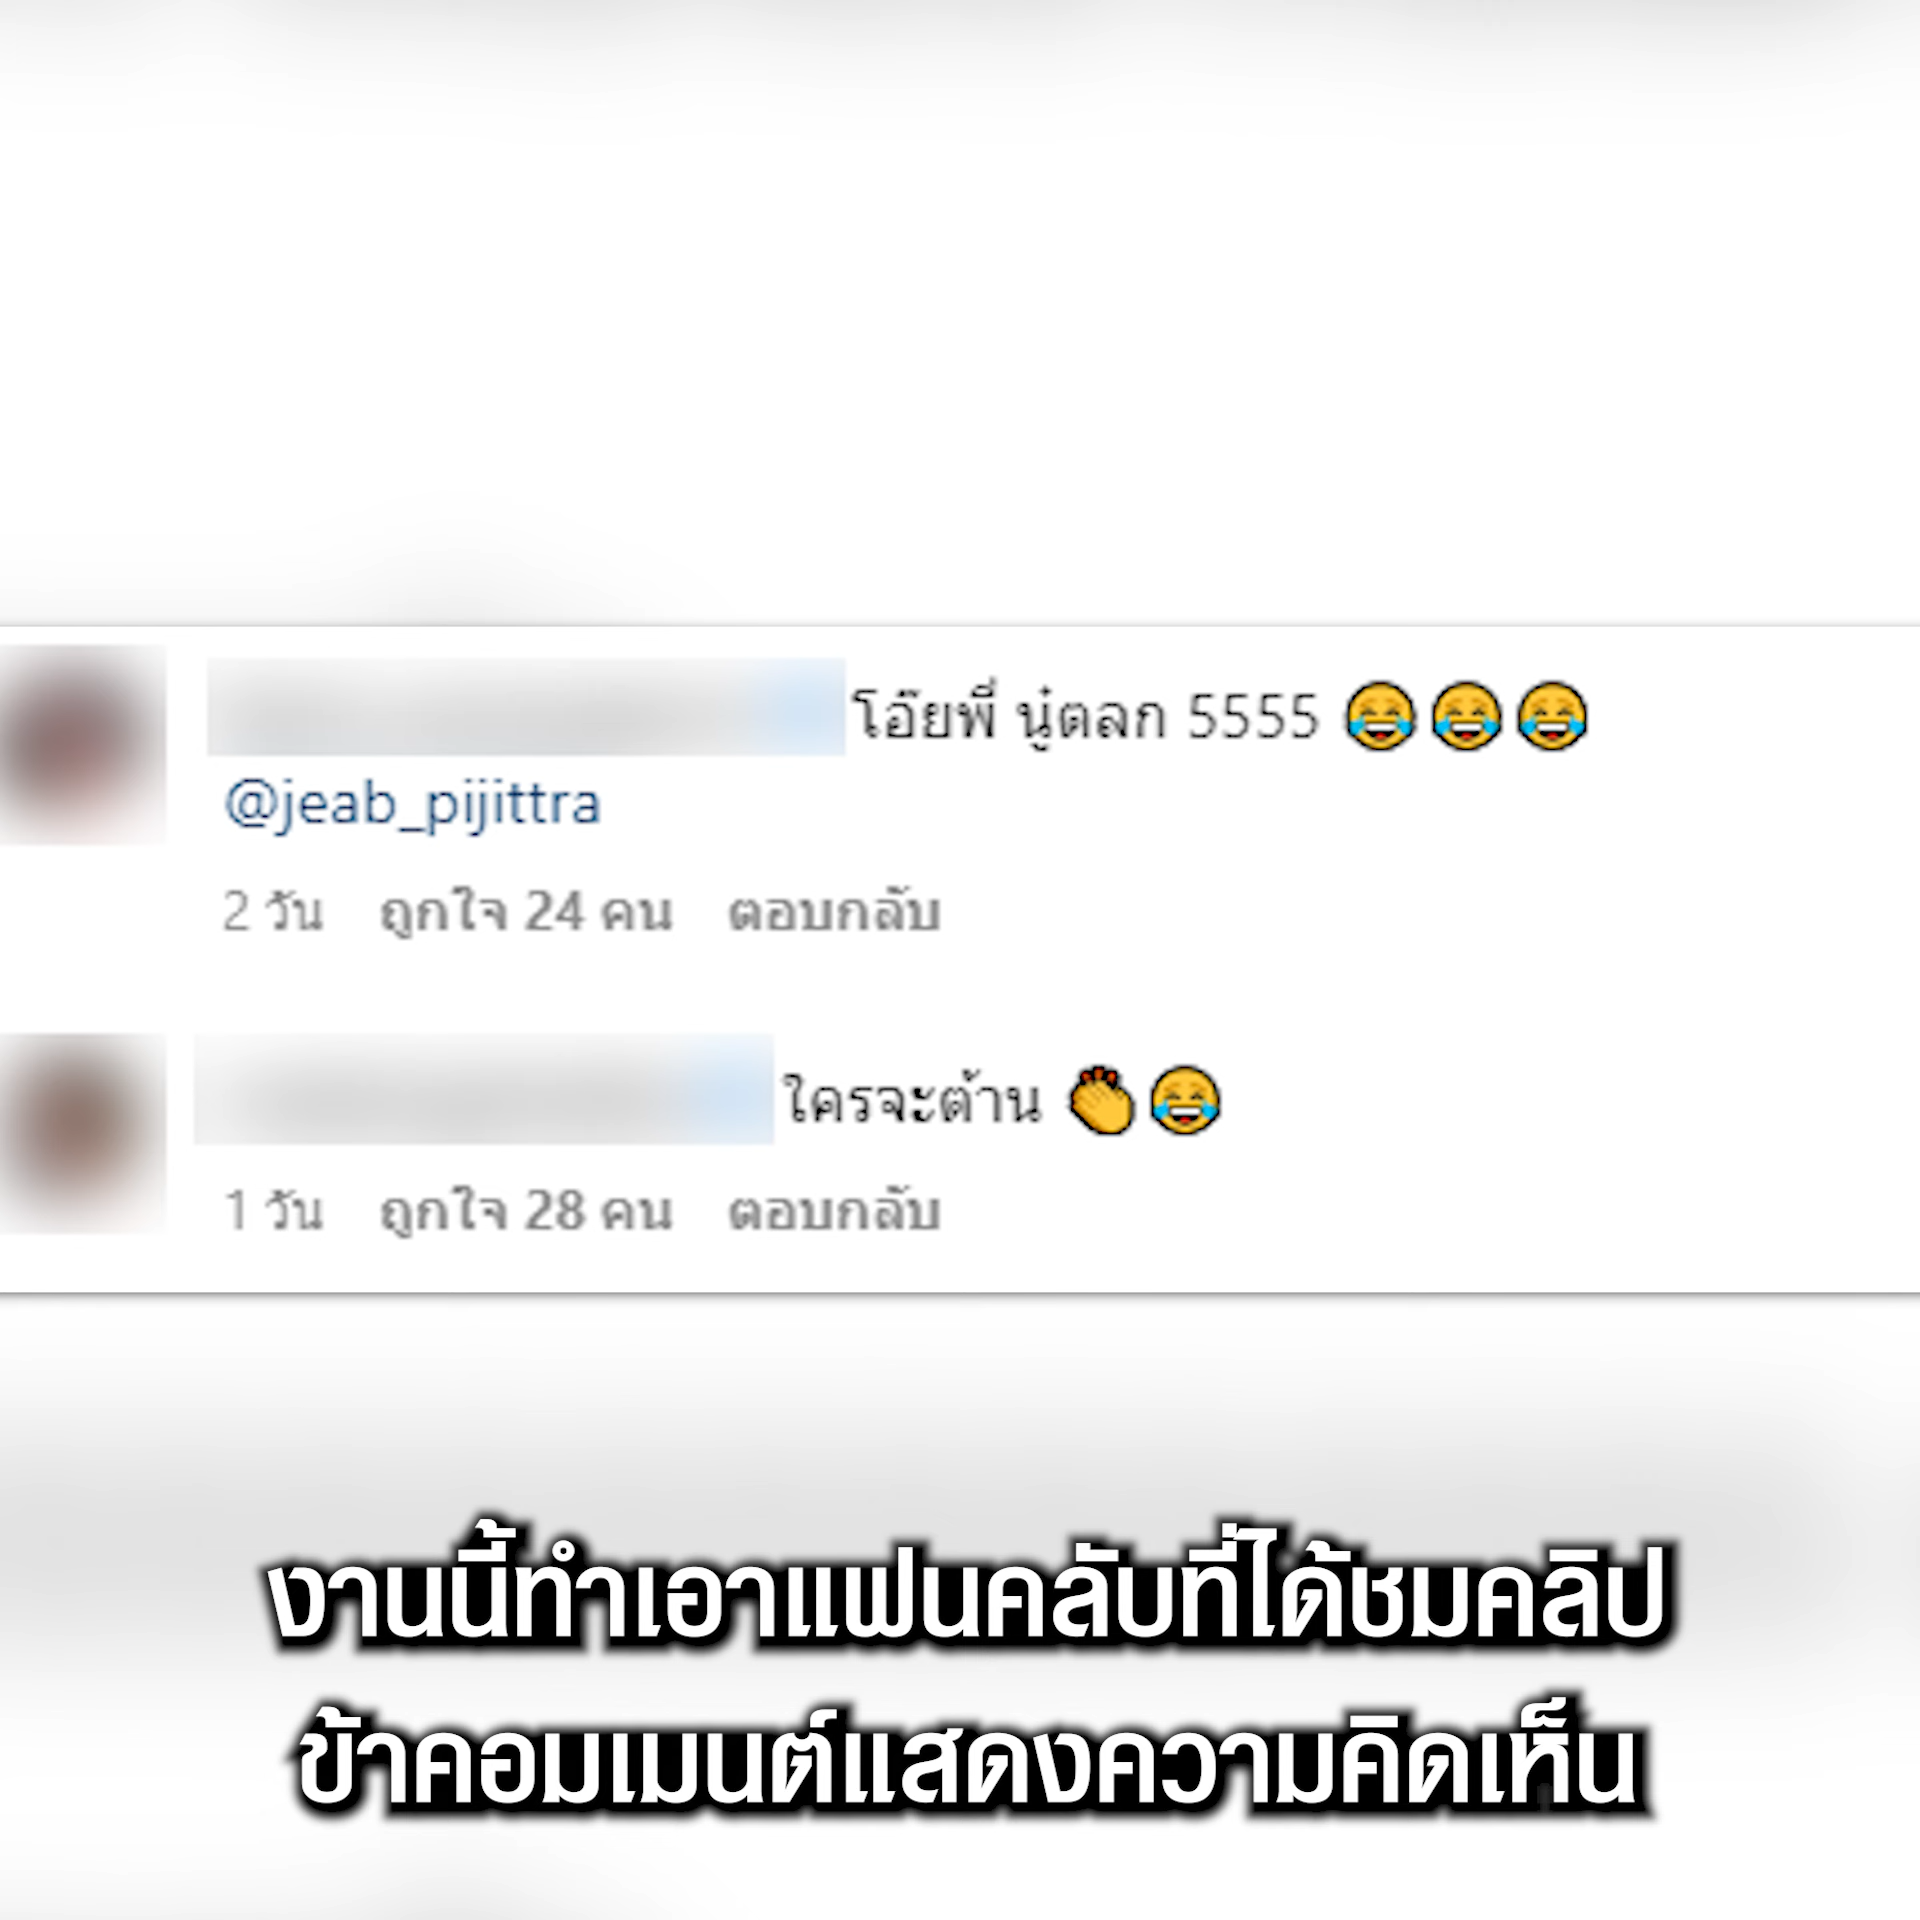 โอ๊ยพี่ นู๋ตลก 5555 😂😂😂
@jeab_pijittra
2 วัน ถูกใจ 24 คน ตอบกลับ
ใครจะต้าน 👏😂
1 วัน ถูกใจ 28 คน ตอบกลับ
งานนี้ทำเอาแฟนคลับที่ได้ชมคลิป
ข้าคอมเมนต์แสดงความคิดเห็น